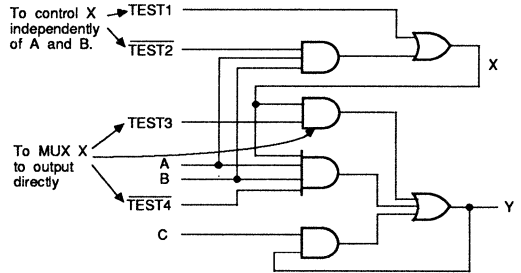 To control X
independently
of A and B.
TEST1
TEST2
X
TEST3
To MUX X
to output
directly
A
B
TEST4
Y
C